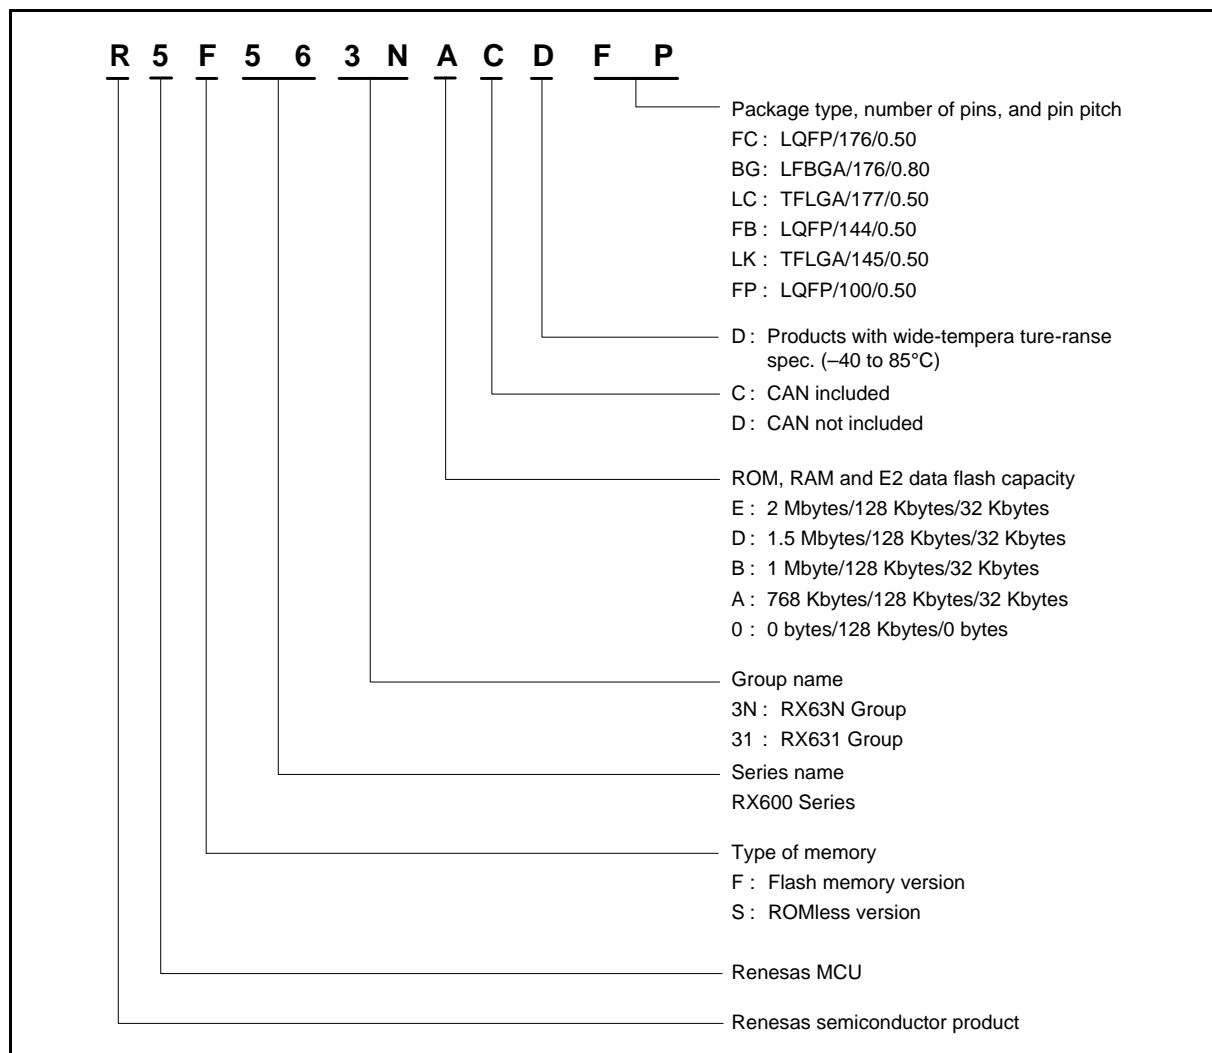 R 5 F 5 6 3 N A C D F P
Package type, number of pins, and pin pitch
FC : LQFP/176/0.50
BG : LFBGA/176/0.80
LC : TFLGA/177/0.50
FB : LQFP/144/0.50
LK : TFLGA/145/0.50
FP : LQFP/100/0.50
D : Products with wide-tempera ture-ranse
spec. (–40 to 85°C)
C : CAN included
D : CAN not included
ROM, RAM and E2 data flash capacity
E : 2 Mbytes/128 Kbytes/32 Kbytes
D : 1.5 Mbytes/128 Kbytes/32 Kbytes
B : 1 Mbyte/128 Kbytes/32 Kbytes
A : 768 Kbytes/128 Kbytes/32 Kbytes
0 : 0 bytes/128 Kbytes/0 bytes
Group name
3N : RX63N Group
31 : RX631 Group
Series name
RX600 Series
Type of memory
F : Flash memory version
S : ROMless version
Renesas MCU
Renesas semiconductor product